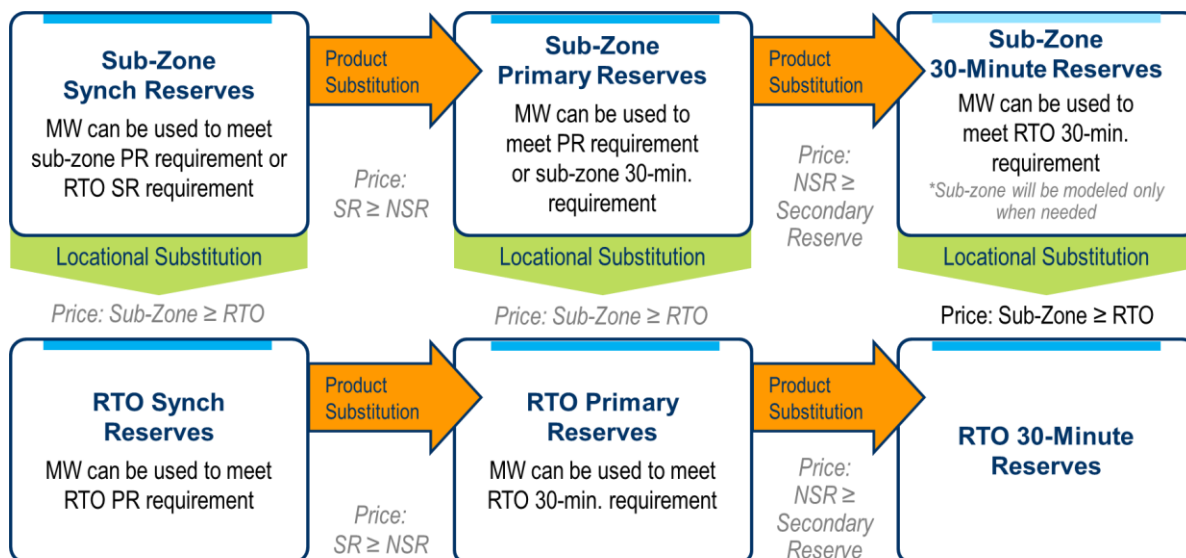 Sub-Zone
Synch Reserves
MW can be used to meet
sub-zone PR requirement or
RTO SR requirement
Product
Substitution
Price:
SR ≥ NSR
Sub-Zone
Primary Reserves
MW can be used to
meet PR requirement
or sub-zone 30-min.
requirement
Product
Substitution
Price:
NSR ≥
Secondary
Reserve
Sub-Zone
30-Minute Reserves
MW can be used to
meet RTO 30-min.
requirement
*Sub-zone will be modeled only
when needed
Locational Substitution
Locational Substitution
Locational Substitution
Price: Sub-Zone ≥ RTO
Price: Sub-Zone ≥ RTO
Price: Sub-Zone ≥ RTO
RTO Synch
Reserves
MW can be used to meet
RTO PR requirement
Product
Substitution
Price:
SR ≥ NSR
RTO Primary
Reserves
MW can be used to meet
RTO 30-min. requirement
Product
Substitution
Price:
NSR ≥
Secondary
Reserve
RTO 30-Minute
Reserves